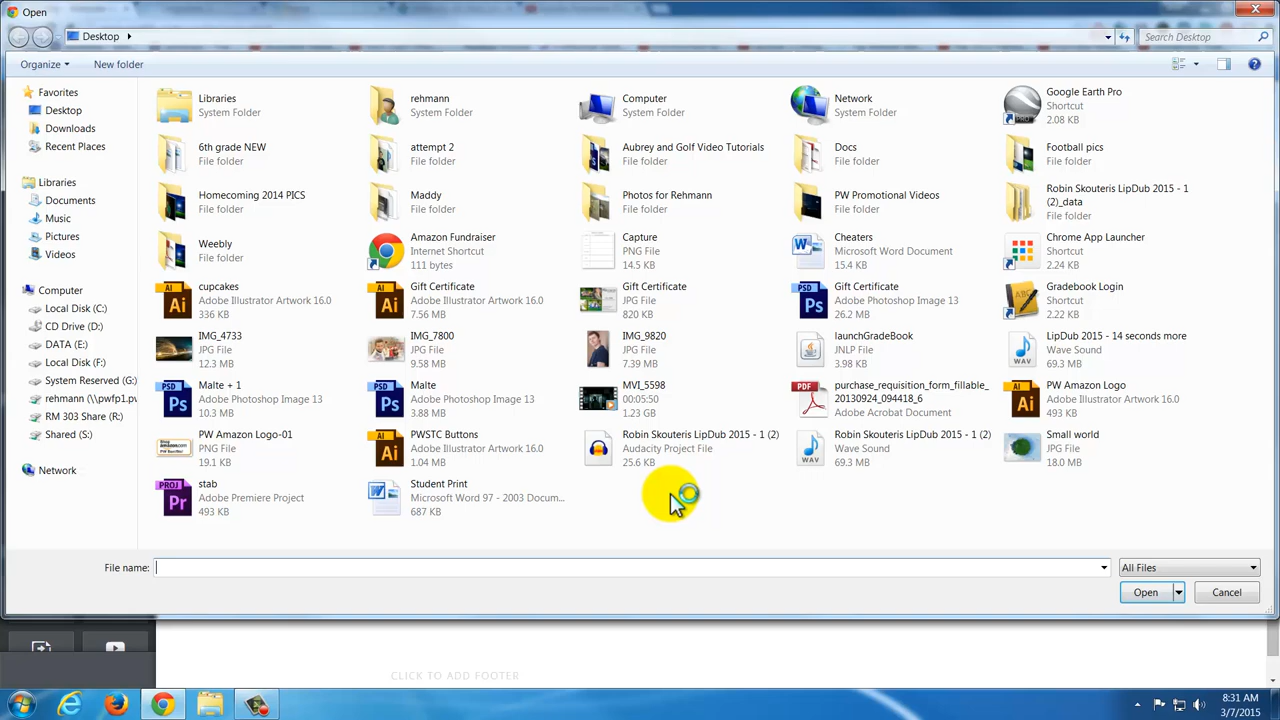 Open
Desktop
Search Desktop
Organize
New folder
Favorites
Desktop
Downloads
Recent Places
Libraries
Documents
Music
Pictures
Videos
Computer
Local Disk (C:)
CD Drive (D:)
DATA (E:)
Local Disk (F:)
System Reserved (G:)
rehmann (\\pwfp1.pv
RM 303 Share (R:)
Shared (S:)
Network
Libraries
System Folder
rehmann
System Folder
Computer
System Folder
Network
System Folder
Google Earth Pro
Shortcut
2.08 KB
6th grade NEW
File folder
attempt 2
File folder
Aubrey and Golf Video Tutorials
File folder
Docs
File folder
Football pics
File folder
Homecoming 2014 PICS
File folder
Maddy
File folder
Photos for Rehmann
File folder
PW Promotional Videos
File folder
Robin Skouteris LipDub 2015 - 1
(2)_data
File folder
Weebly
File folder
Amazon Fundraiser
Internet Shortcut
111 bytes
Capture
PNG File
14.5 KB
Cheaters
Microsoft Word Document
15.4 KB
Chrome App Launcher
Shortcut
2.24 KB
cupcakes
Adobe Illustrator Artwork 16.0
336 KB
Gift Certificate
Adobe Illustrator Artwork 16.0
7.56 MB
Gift Certificate
JPG File
820 KB
Gift Certificate
Adobe Photoshop Image 13
26.2 MB
Gradebook Login
Shortcut
2.22 KB
IMG_4733
JPG File
12.3 MB
IMG_7800
JPG File
9.58 MB
IMG_9820
JPG File
7.39 MB
launchGradeBook
JNLP File
3.98 KB
LipDub 2015 - 14 seconds more
Wave Sound
69.3 MB
Malte + 1
Adobe Photoshop Image 13
10.3 MB
Malte
Adobe Photoshop Image 13
3.88 MB
MVI_5598
00:05:50
1.23 GB
purchase_requisition_form_fillable_
20130924_094418_6
Adobe Acrobat Document
PW Amazon Logo
Adobe Illustrator Artwork 16.0
493 KB
PW Amazon Logo-01
PNG File
19.1 KB
PWSTC Buttons
Adobe Illustrator Artwork 16.0
1.04 MB
Robin Skouteris LipDub 2015 - 1 (2)
Audacity Project File
25.6 KB
Robin Skouteris LipDub 2015 - 1 (2)
Wave Sound
69.3 MB
Small world
JPG File
18.0 MB
stab
Adobe Premiere Project
493 KB
Student Print
Microsoft Word 97 - 2003 Docum...
687 KB
File name:
All Files
Open
Cancel
CLICK TO ADD FOOTER
8:31 AM
3/7/2015